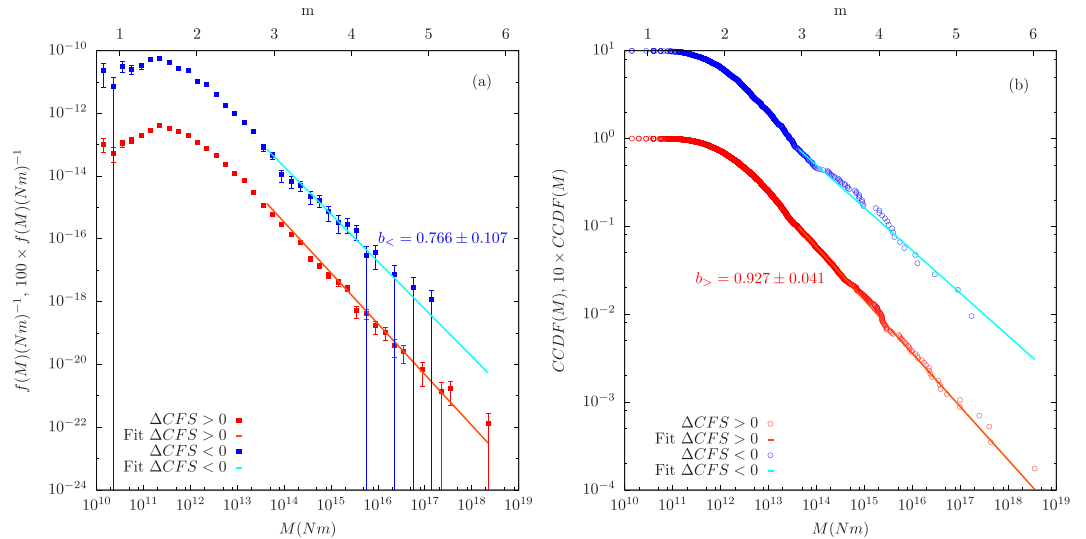 m
1 2 3 4 5 6
10^{-10}
10^{-12}
10^{-14}
10^{-16}
10^{-18}
10^{-20}
10^{-22}
10^{-24}
f(M)(Nm)^{-1}, 100 × f(M)(Nm)^{-1}
(a)
b_< = 0.766 ± 0.107
ΔCFS > 0
Fit ΔCFS > 0
ΔCFS < 0
Fit ΔCFS < 0
10^{10} 10^{11} 10^{12} 10^{13} 10^{14} 10^{15} 10^{16} 10^{17} 10^{18} 10^{19}
M(Nm)
m
1 2 3 4 5 6
10^{1}
10^{0}
10^{-1}
10^{-2}
10^{-3}
10^{-4}
CCDF(M), 10 × CCDF(M)
(b)
b_> = 0.927 ± 0.041
ΔCFS > 0
Fit ΔCFS > 0
ΔCFS < 0
Fit ΔCFS < 0
10^{10} 10^{11} 10^{12} 10^{13} 10^{14} 10^{15} 10^{16} 10^{17} 10^{18} 10^{19}
M(Nm)